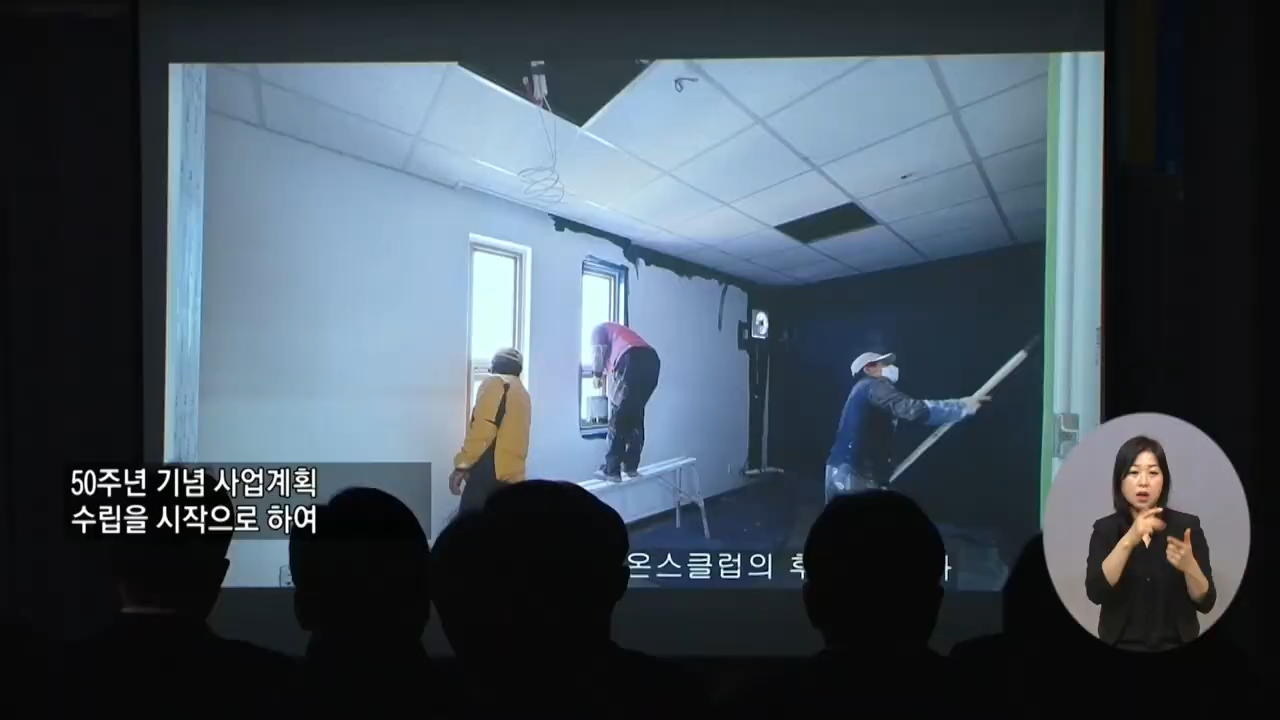 50주년 기념 사업계획
수립을 시작으로 하여
온스클럽의